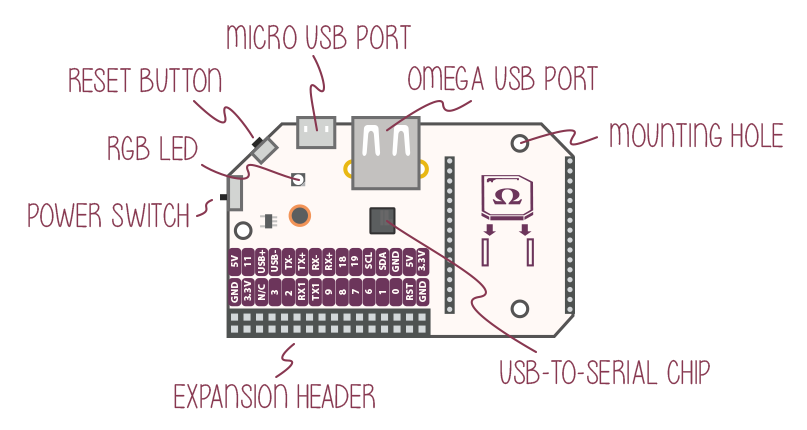 MICRO USB PORT
RESET BUTTON
OMEGA USB PORT
RGB LED
MOUNTING HOLE
POWER SWITCH
Ω
5V 11 USB+ USB- TX- TX+ RX- RX+ 18 19 SCL SDA GND 5V 3.3V
GND 3.3V N/C 3 2 RX1 TX1 9 8 7 6 1 0 RST GND
USB-TO-SERIAL CHIP
EXPANSION HEADER